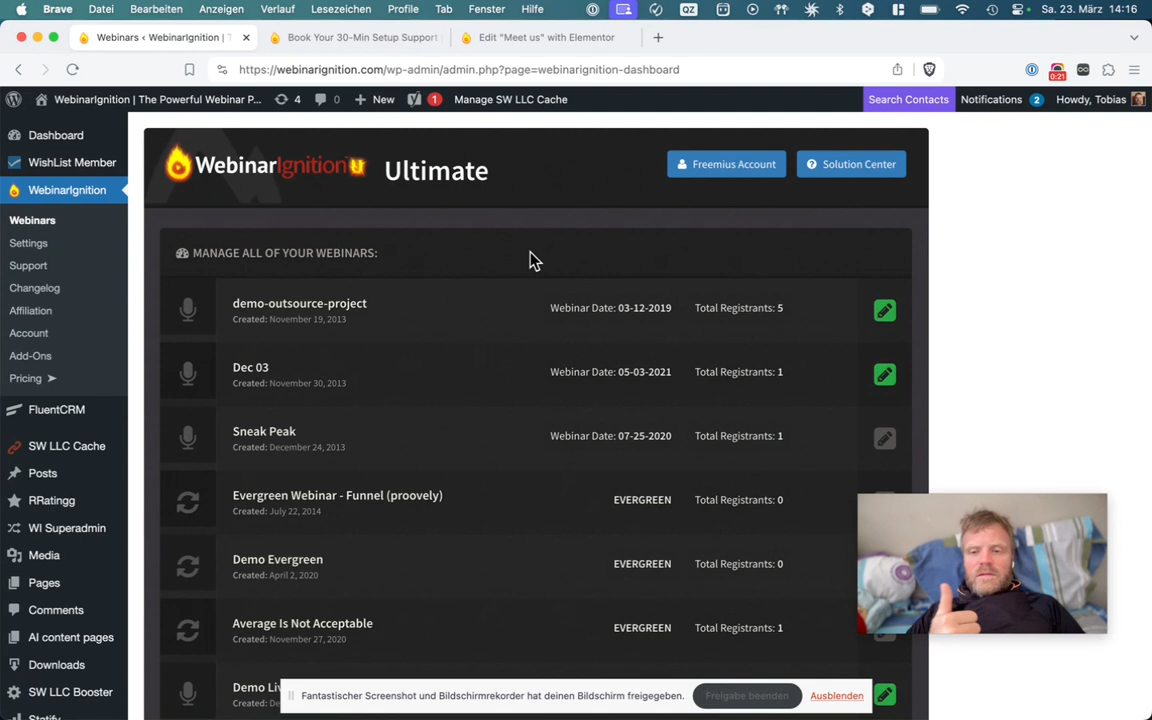 Brave Datei Bearbeiten Anzeigen Verlauf Lesezeichen Profile Tab Fenster Hilfe QZ Sa. 23. März 14:16
Webinars ‹ WebinarIgnition | Book Your 30-Min Setup Support Edit "Meet us" with Elementor
https://webinarignition.com/wp-admin/admin.php?page=webinarignition-dashboard 0:21
WebinarIgnition | The Powerful Webinar P... 4 0 New 1 Manage SW LLC Cache Search Contacts Notifications 2 Howdy, Tobias
Dashboard
WishList Member
WebinarIgnition
Webinars
Settings
Support
Changelog
Affiliation
Account
Add-Ons
Pricing ➤
FluentCRM
SW LLC Cache
Posts
RRatingg
WI Superadmin
Media
Pages
Comments
AI content pages
Downloads
SW LLC Booster
WebinarIgnition U Ultimate
Freemius Account
Solution Center
MANAGE ALL OF YOUR WEBINARS:
demo-outsource-project Webinar Date: 03-12-2019 Total Registrants: 5
Created: November 19, 2013
Dec 03 Webinar Date: 05-03-2021 Total Registrants: 1
Created: November 30, 2013
Sneak Peak Webinar Date: 07-25-2020 Total Registrants: 1
Created: December 24, 2013
Evergreen Webinar - Funnel (proovely) EVERGREEN Total Registrants: 0
Created: July 22, 2014
Demo Evergreen EVERGREEN Total Registrants: 0
Created: April 2, 2020
Average Is Not Acceptable EVERGREEN Total Registrants: 1
Created: November 27, 2020
Demo
Fantastischer Screenshot und Bildschirmrekorder hat deinen Bildschirm freigegeben. Freigabe beenden Ausblenden